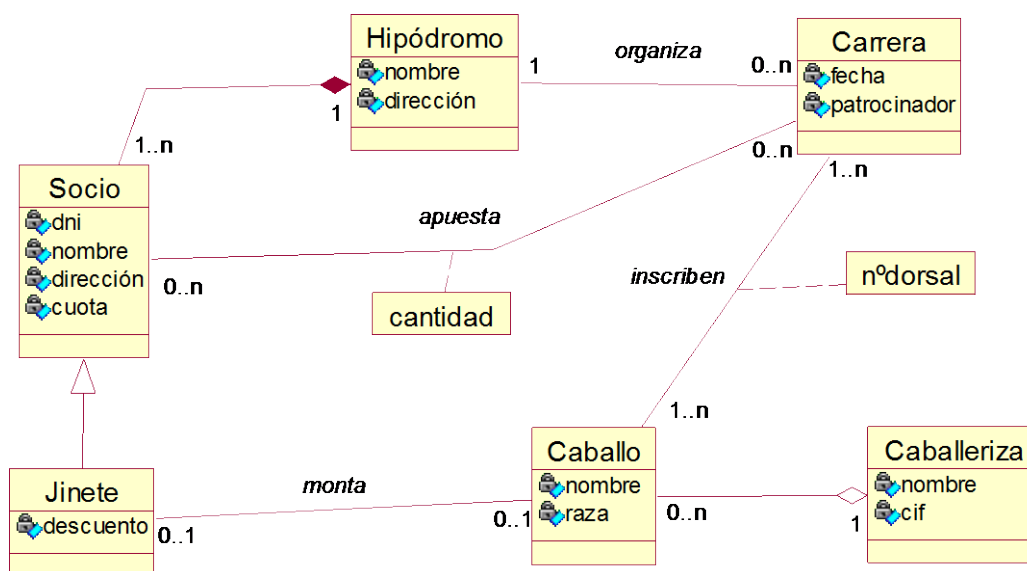 Hipódromo
nombre
dirección
organiza
1
0..n
Carrera
fecha
patrocinador
1
1..n
0..n
1..n
Socio
dni
nombre
dirección
cuota
apuesta
0..n
cantidad
inscriben
nºdorsal
1..n
Jinete
descuento
monta
0..1
0..1
Caballo
nombre
raza
0..n
1
Caballeriza
nombre
cif